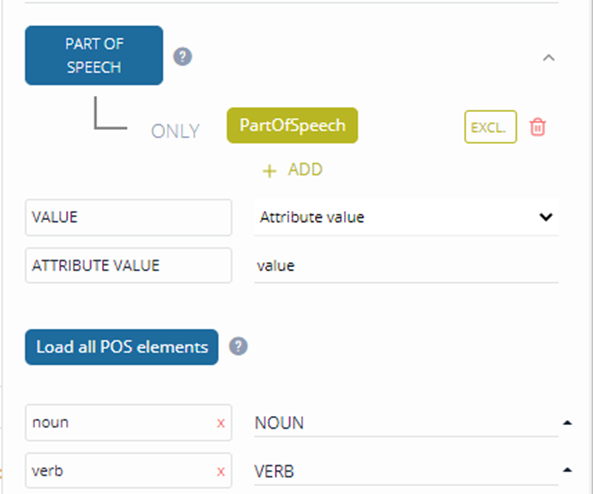 PART OF
SPEECH
?
ONLY PartOfSpeech EXCL.
+ ADD
VALUE Attribute value
ATTRIBUTE VALUE value
Load all POS elements ?
noun x NOUN
verb x VERB